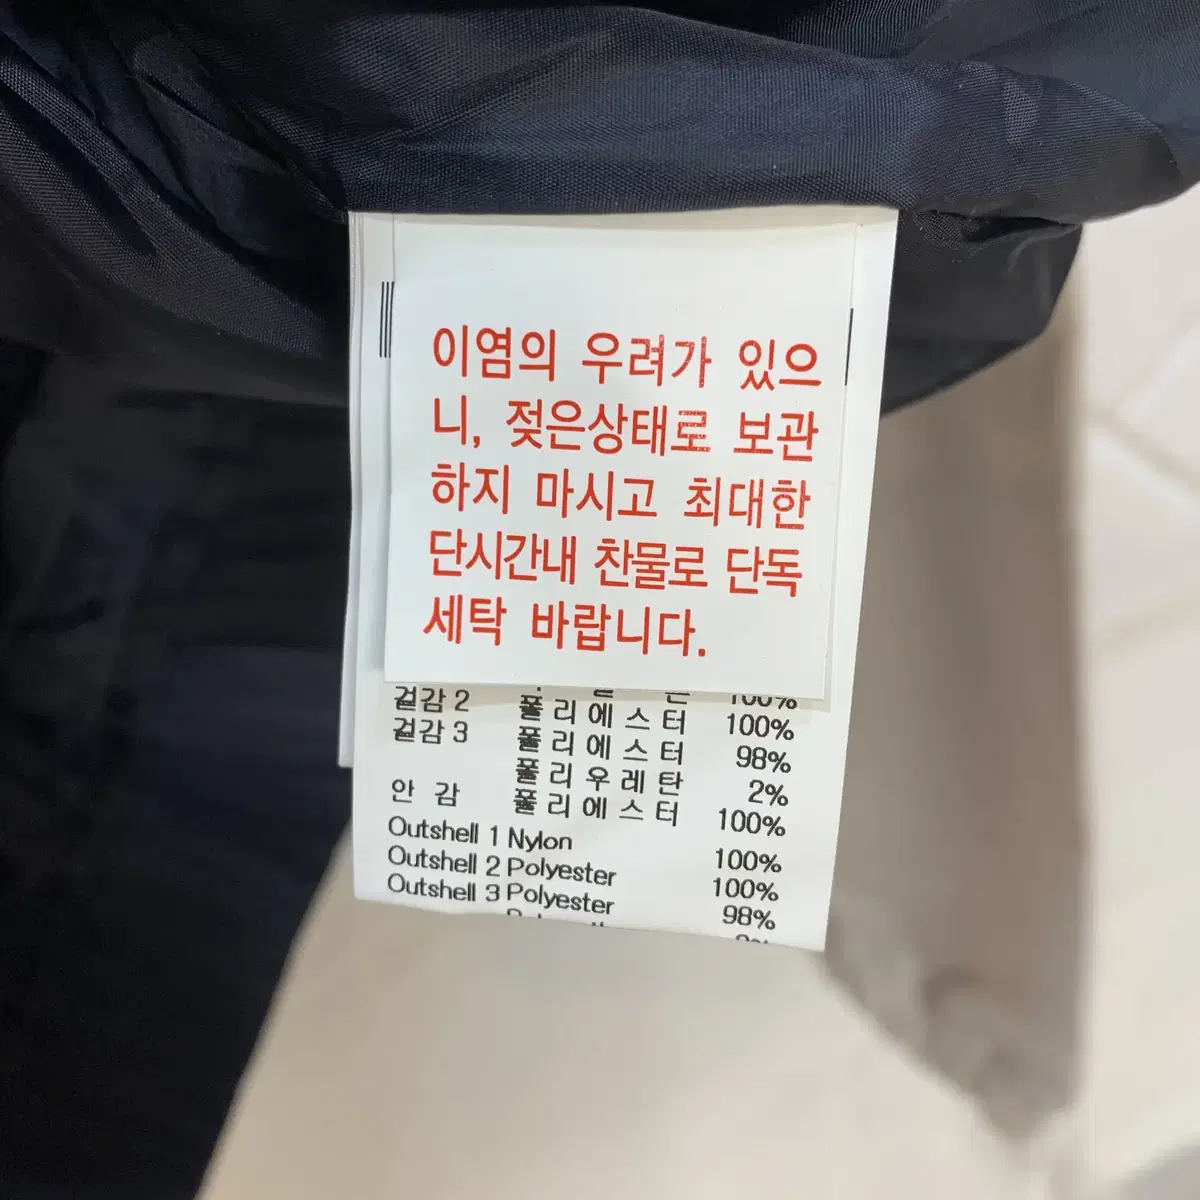 이염의 우려가 있으
니, 젖은상태로 보관
하지 마시고 최대한
단시간내 찬물로 단독
세탁 바랍니다.
100%
겉감 2 폴리에스터 100%
겉감 3 폴리에스터 98%
폴리우레탄 2%
안 감 폴리에스터 100%
Outshell 1 Nylon 100%
Outshell 2 Polyester 100%
Outshell 3 Polyester 98%